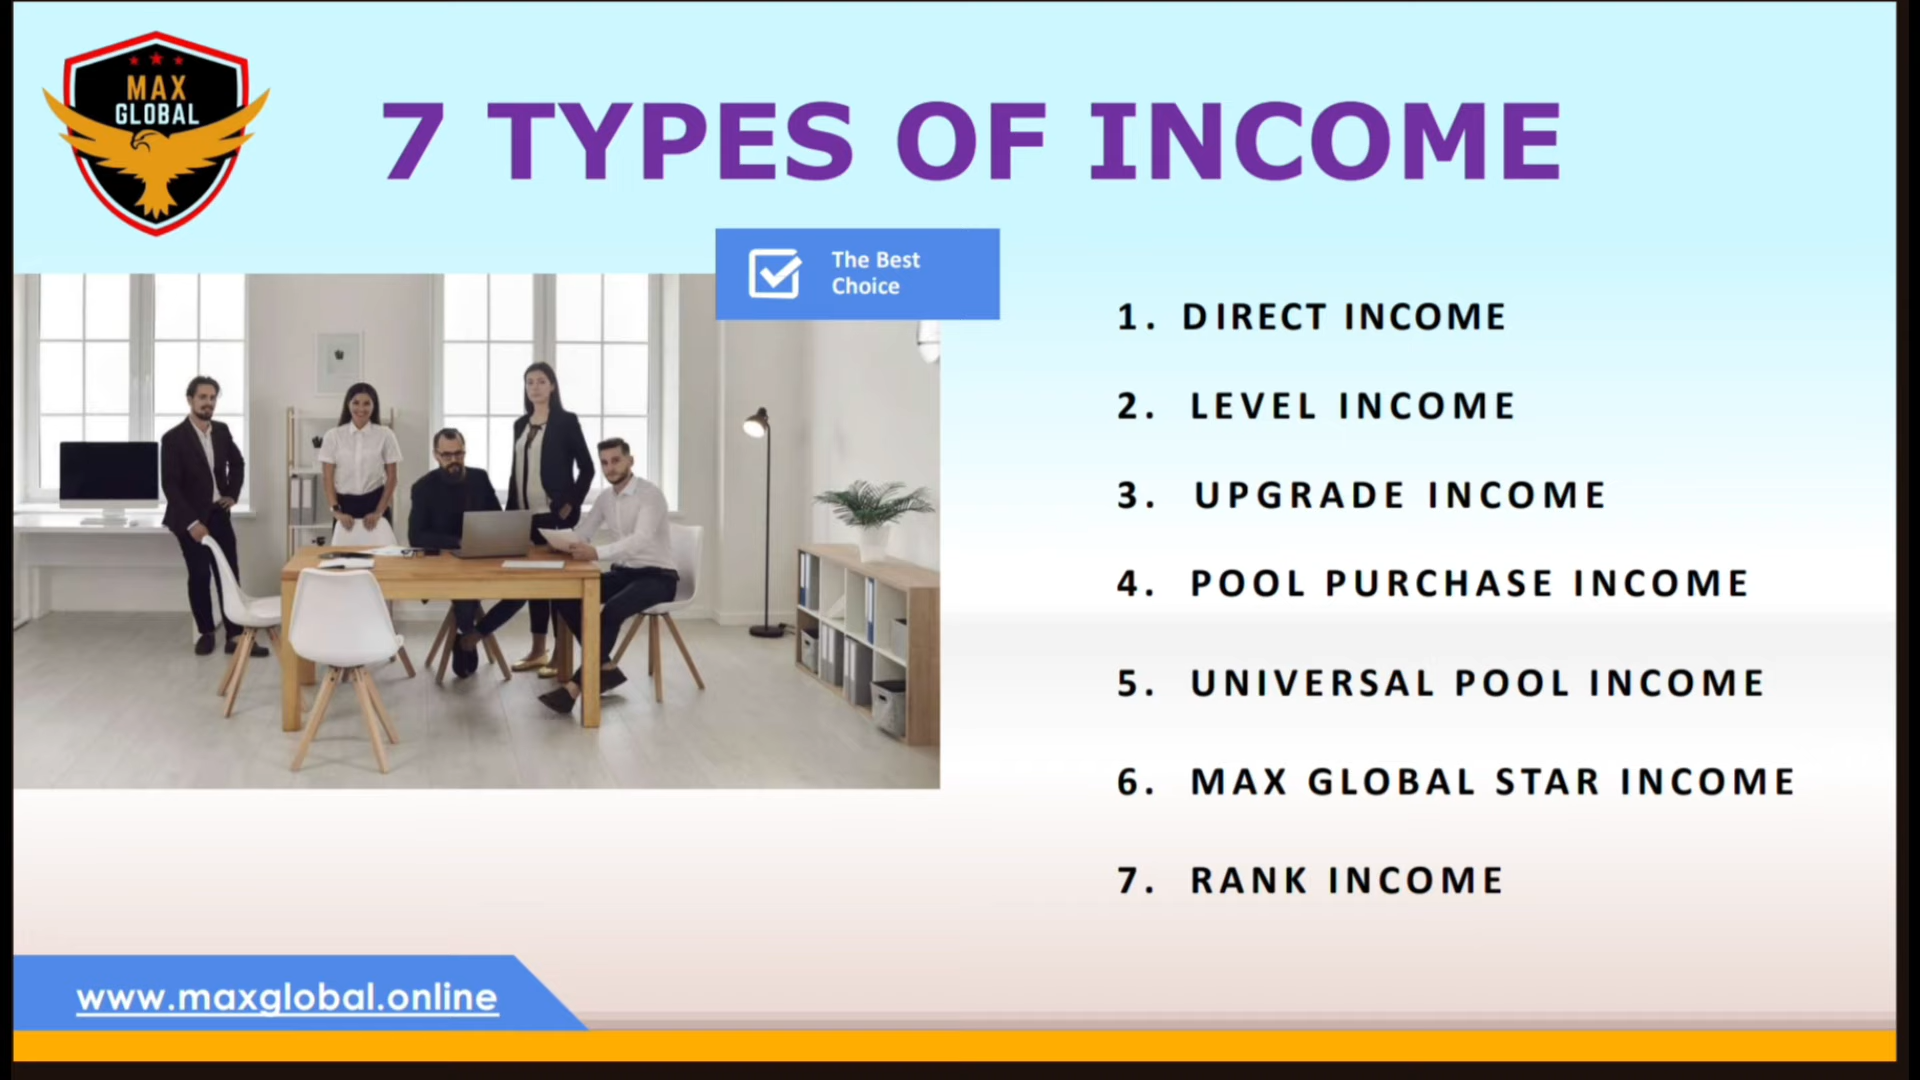 MAX
GLOBAL
7 TYPES OF INCOME
The Best
Choice
1. DIRECT INCOME
2. LEVEL INCOME
3. UPGRADE INCOME
4. POOL PURCHASE INCOME
5. UNIVERSAL POOL INCOME
6. MAX GLOBAL STAR INCOME
7. RANK INCOME
www.maxglobal.online